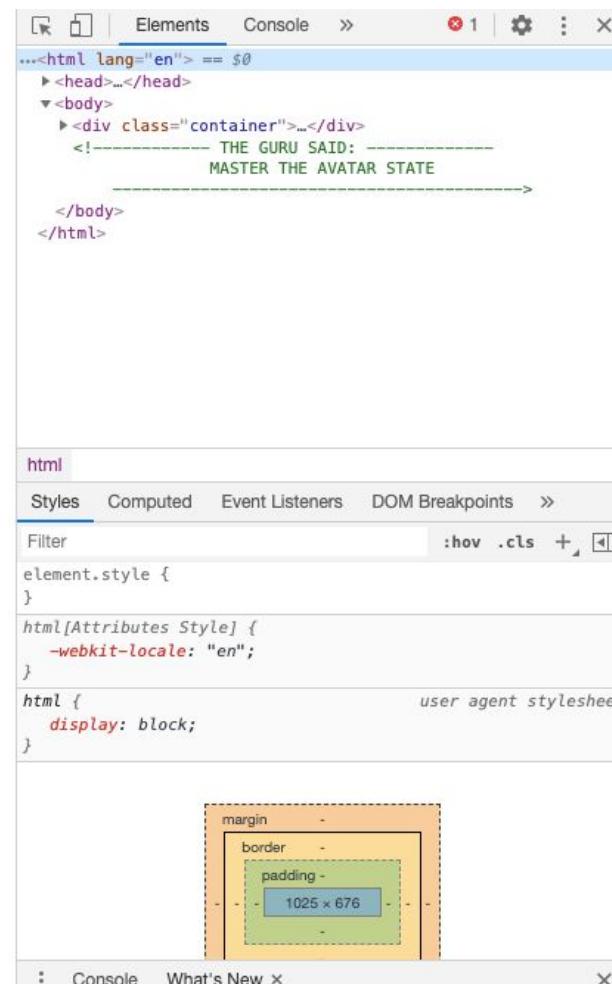 Elements Console » 1
…<html lang="en"> == $0
<head>…</head>
<body>
<div class="container">…</div>
<!------------ THE GURU SAID: -------------
MASTER THE AVATAR STATE
------------------------------------------>
</body>
</html>
html
Styles Computed Event Listeners DOM Breakpoints »
Filter :hov .cls +
element.style {
}
html[Attributes Style] {
-webkit-locale: "en";
}
html { user agent styleshee
display: block;
}
margin -
border -
padding -
- - - 1025 × 676 - - -
-
Console What's New ×